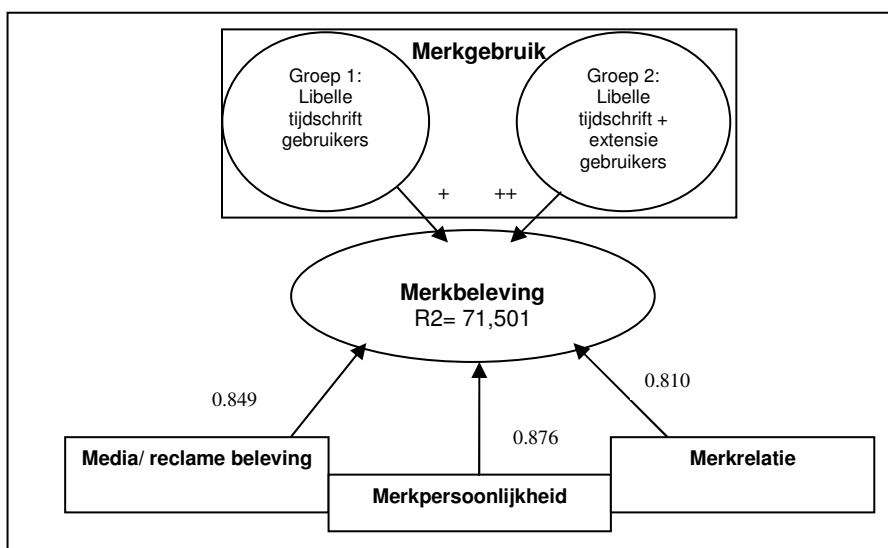 Merkgebruik
Groep 1:
Libelle
tijdschrift
gebruikers
Groep 2:
Libelle
tijdschrift +
extensie
gebruikers
+ ++
Merkbeleving
R2= 71,501
0.849
0.876
0.810
Media/ reclame beleving
Merkpersoonlijkheid
Merkrelatie